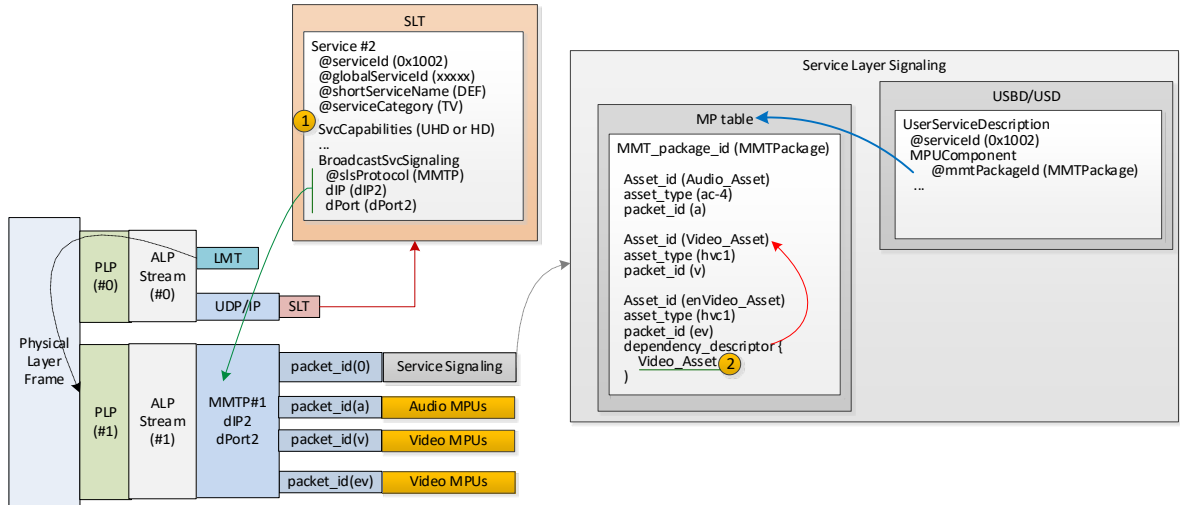 SLT
Service #2
@serviceId (0x1002)
@globalServiceId (xxxxx)
@shortServiceName (DEF)
@serviceCategory (TV)
1
SvcCapabilities (UHD or HD)
...
BroadcastSvcSignaling
@slsProtocol (MMTP)
dIP (dIP2)
dPort (dPort2)
Service Layer Signaling
MP table
MMT_package_id (MMTPackage)
Asset_id (Audio_Asset)
asset_type (ac-4)
packet_id (a)
Asset_id (Video_Asset)
asset_type (hvc1)
packet_id (v)
Asset_id (enVideo_Asset)
asset_type (hvc1)
packet_id (ev)
dependency_descriptor {
Video_Asset 2
)
USBD/USD
UserServiceDescription
@serviceId (0x1002)
MPUComponent
@mmtPackageId (MMTPackage)
...
Physical
Layer
Frame
PLP
(#0)
ALP
Stream
(#0)
LMT
UDP/IP
SLT
PLP
(#1)
ALP
Stream
(#1)
MMTP#1
dIP2
dPort2
packet_id(0) Service Signaling
packet_id(a) Audio MPUs
packet_id(v) Video MPUs
packet_id(ev) Video MPUs